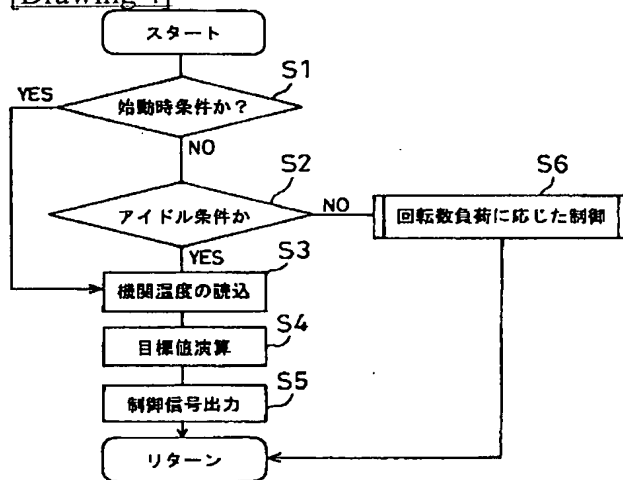 スタート
S1
YES
始動時条件か?
NO
S2
S6
アイドル条件か
NO
回転数負荷に応じた制御
YES
S3
機関温度の読込
S4
目標値演算
S5
制御信号出力
リターン